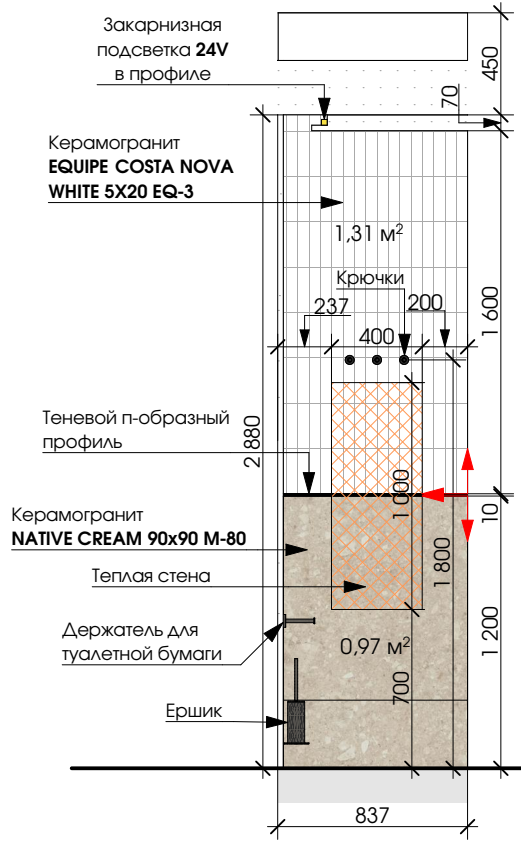 Закарнизная
подсветка 24V
в профиле
450
70
Керамогранит
EQUIPE COSTA NOVA
WHITE 5X20 EQ-3
1,31 м²
Крючки
237
200
400
1 600
Теневой п-образный
профиль
2 880
1 000
10
Керамогранит
NATIVE CREAM 90x90 M-80
1 800
Теплая стена
Держатель для
туалетной бумаги
0,97 м²
1 200
700
Ершик
837